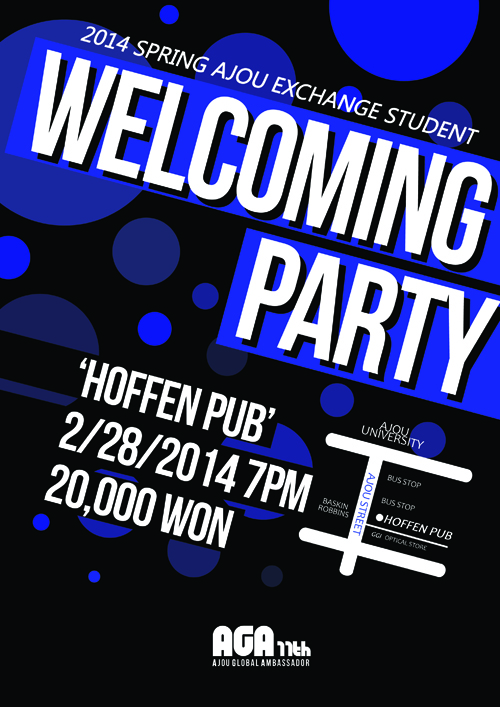 2014 SPRING AJOU EXCHANGE STUDENT
WELCOMING
PARTY
'HOFFEN PUB'
2/28/2014 7PM
20,000 WON
AJOU
UNIVERSITY
BUS STOP
AJOU STREET
BUS STOP
BASKIN
ROBBINS
HOFFEN PUB
GGI OPTICAL STORE
AGA 11th
AJOU GLOBAL AMBASSADOR